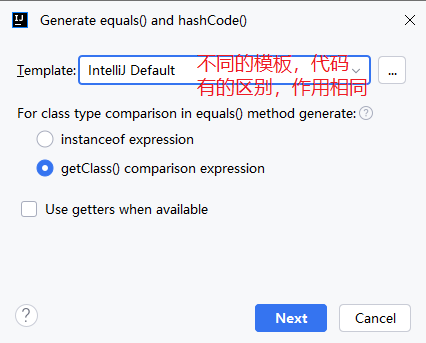 Generate equals() and hashCode()
Template: IntelliJ Default
...
不同的模板，代码
有的区别，作用相同
For class type comparison in equals() method generate: ?
instanceof expression
getClass() comparison expression
Use getters when available
?
Next
Cancel